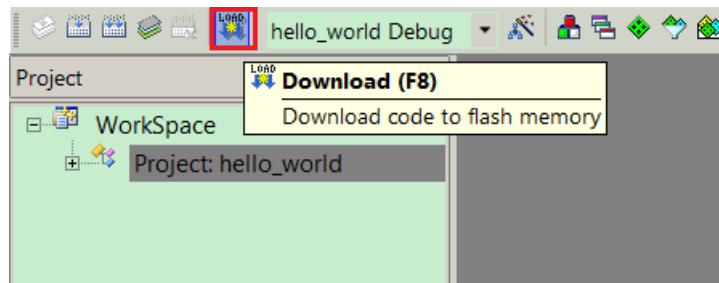 LOAD
hello_world Debug
Project
LOAD
Download (F8)
WorkSpace
Download code to flash memory
Project: hello_world